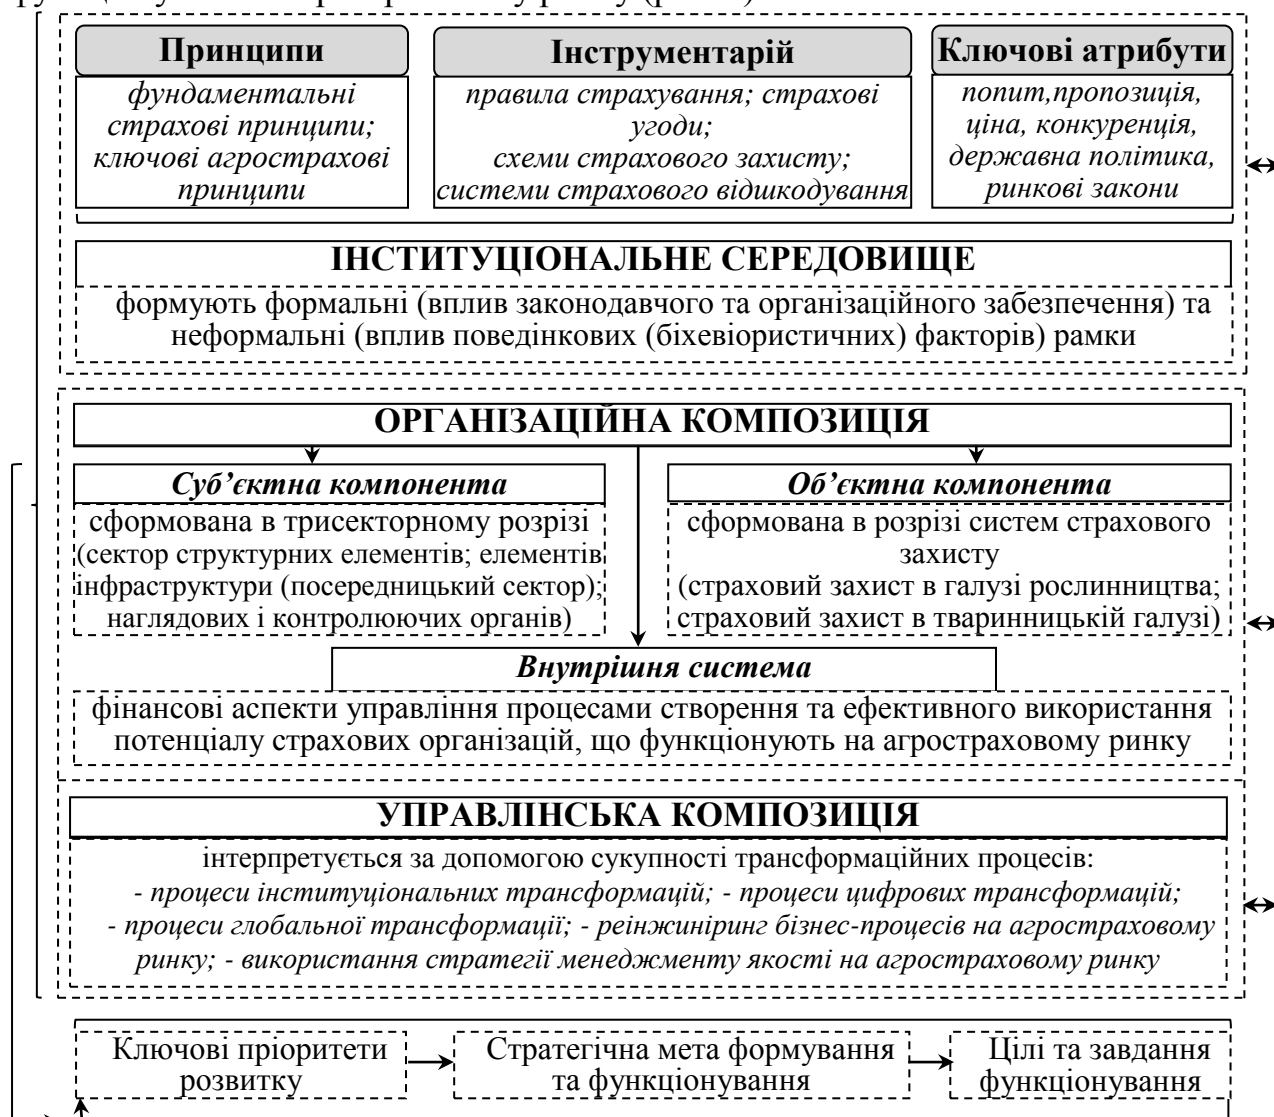 Принципи
фундаментальні
страхові принципи;
ключові агрострахові
принципи
Інструментарій
правила страхування; страхові
угоди;
схеми страхового захисту;
системи страхового відшкодування
Ключові атрибути
попит,пропозиція,
ціна, конкуренція,
державна політика,
ринкові закони
ІНСТИТУЦІОНАЛЬНЕ СЕРЕДОВИЩЕ
формують формальні (вплив законодавчого та організаційного забезпечення) та
неформальні (вплив поведінкових (біхевіористичних) факторів) рамки
ОРГАНІЗАЦІЙНА КОМПОЗИЦІЯ
Суб’єктна компонента
сформована в трисекторному розрізі
(сектор структурних елементів; елементів
інфраструктури (посередницький сектор);
наглядових і контролюючих органів)
Об’єктна компонента
сформована в розрізі систем страхового
захисту
(страховий захист в галузі рослинництва;
страховий захист в тваринницькій галузі)
Внутрішня система
фінансові аспекти управління процесами створення та ефективного використання
потенціалу страхових організацій, що функціонують на агростраховому ринку
УПРАВЛІНСЬКА КОМПОЗИЦІЯ
інтерпретується за допомогою сукупності трансформаційних процесів:
- процеси інституціональних трансформацій; - процеси цифрових трансформацій;
- процеси глобальної трансформації; - реінжиніринг бізнес-процесів на агростраховому
ринку; - використання стратегії менеджменту якості на агростраховому ринку
Ключові пріоритети
розвитку
Стратегічна мета формування
та функціонування
Цілі та завдання
функціонування